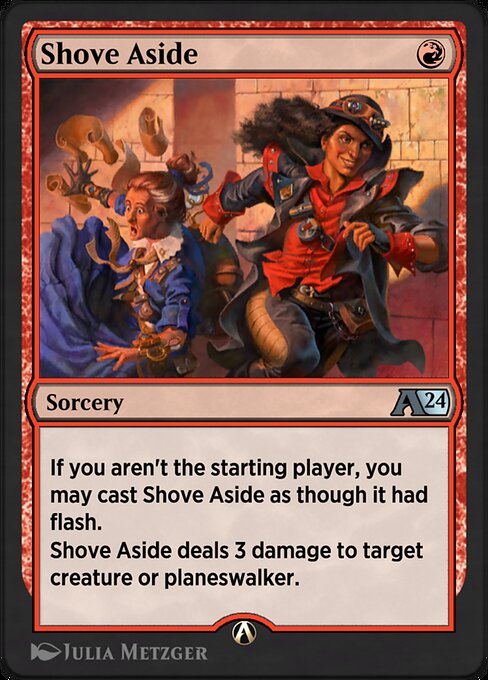 Shove Aside
Sorcery
A24
If you aren't the starting player, you
may cast Shove Aside as though it had
flash.
Shove Aside deals 3 damage to target
creature or planeswalker.
Julia Metzger